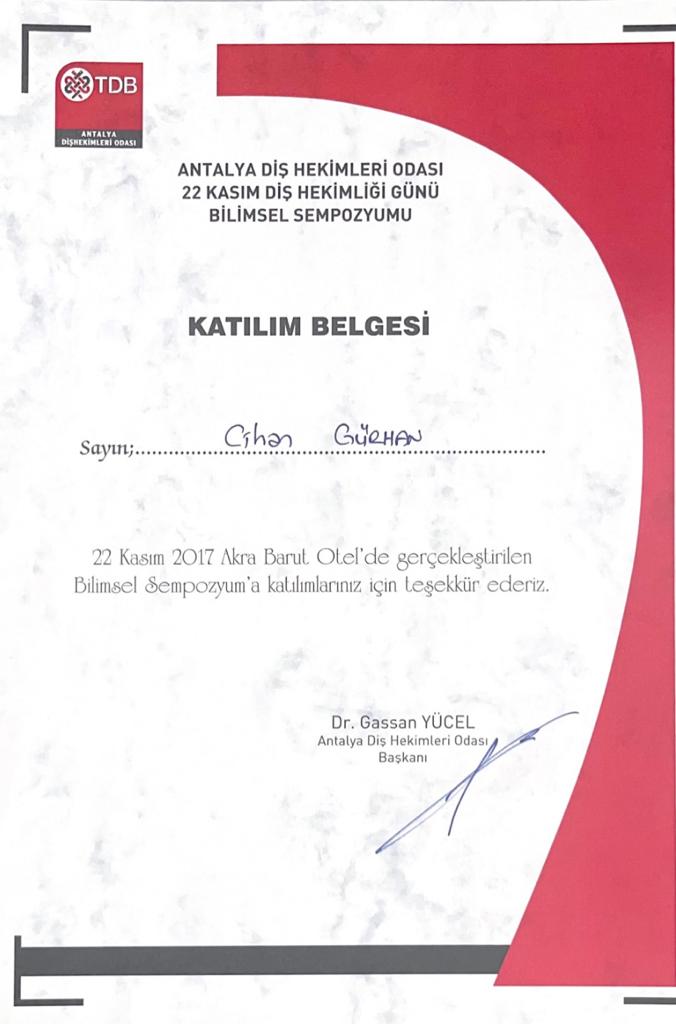 TDB
ANTALYA
DİŞHEKİMLERİ ODASI
ANTALYA DİŞ HEKİMLERİ ODASI
22 KASIM DİŞ HEKİMLİĞİ GÜNÜ
BİLİMSEL SEMPOZYUMU
KATILIM BELGESİ
Sayın;..... Cihan GÜRHAN .....
22 Kasım 2017 Akra Barut Otel'de gerçekleştirilen
Bilimsel Sempozyum'a katılımlarınız için teşekkür ederiz.
Dr. Gassan YÜCEL
Antalya Diş Hekimleri Odası
Başkanı